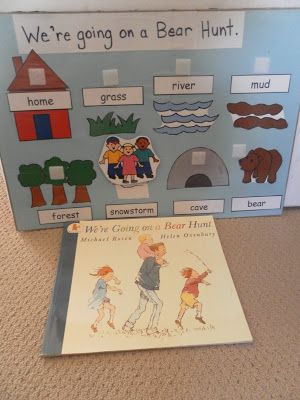 We're going on a Bear Hunt.
home
grass
river
mud
forest
snowstorm
cave
bear
We're Going on a Bear Hunt
Michael Rosen Helen Oxenbury